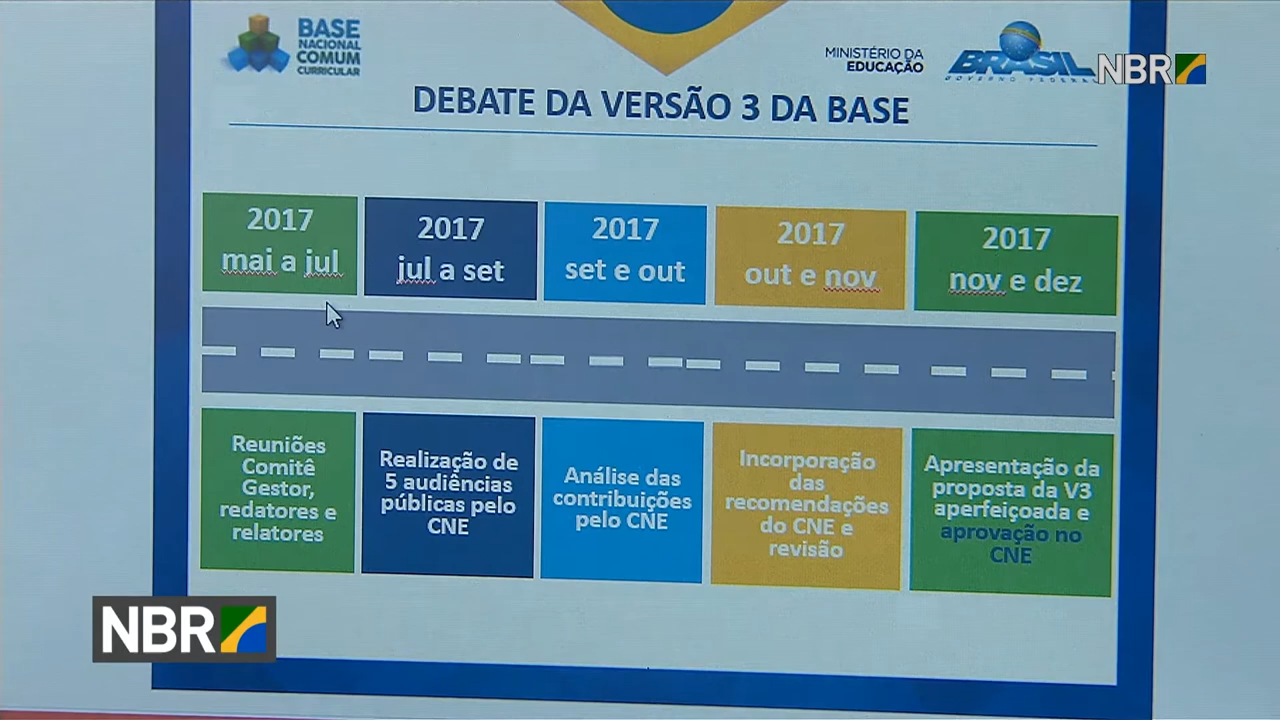 BASE
NACIONAL
COMUM
CURRICULAR
MINISTÉRIO DA
EDUCAÇÃO
BRASIL
GOVERNO FEDERAL
NBR
DEBATE DA VERSÃO 3 DA BASE
2017
mai a jul
2017
jul a set
2017
set e out
2017
out e nov
2017
nov e dez
Reuniões
Comitê
Gestor,
redatores e
relatores
Realização de
5 audiências
públicas pelo
CNE
Análise das
contribuições
pelo CNE
Incorporação
das
recomendações
do CNE e
revisão
Apresentação da
proposta da V3
aperfeiçoada e
aprovação no
CNE
NBR